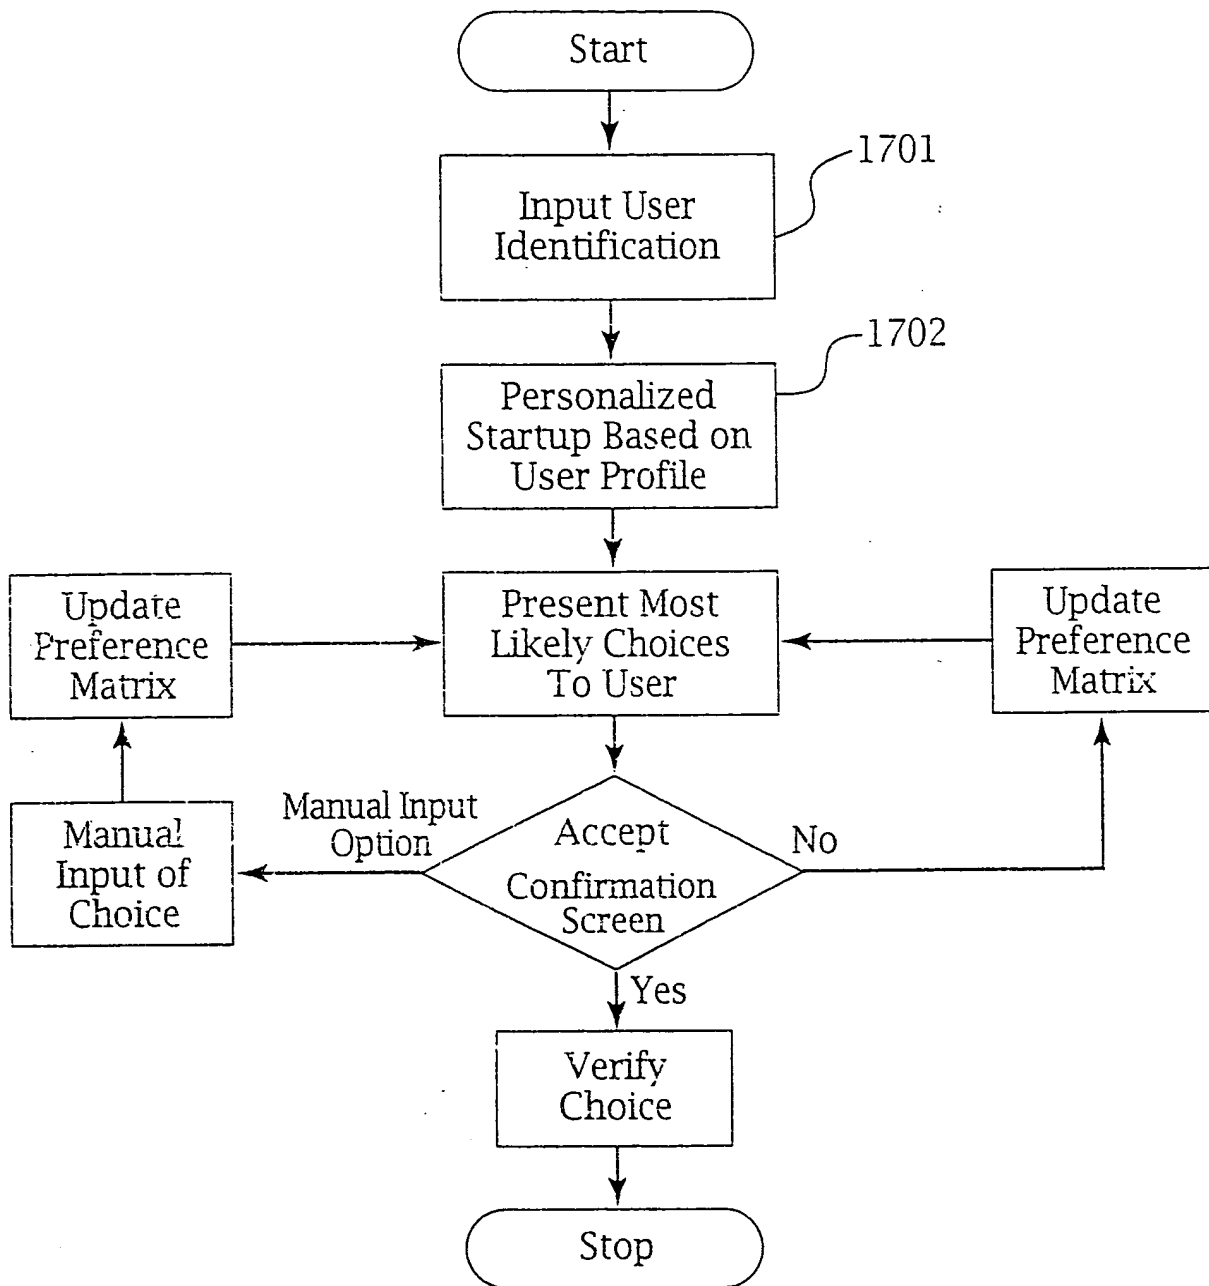 Start
1701
Input User
Identification
1702
Personalized
Startup Based on
User Profile
Update
Preference
Matrix
Present Most
Likely Choices
To User
Update
Preference
Matrix
Manual Input
Option
Manual
Input of
Choice
Accept
Confirmation
Screen
No
Yes
Verify
Choice
Stop